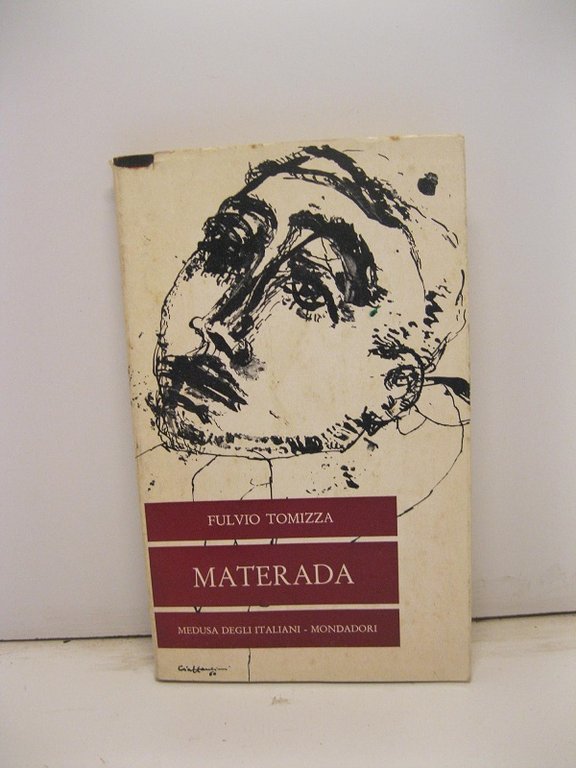 FULVIO TOMIZZA
MATERADA
MEDUSA DEGLI ITALIANI - MONDADORI